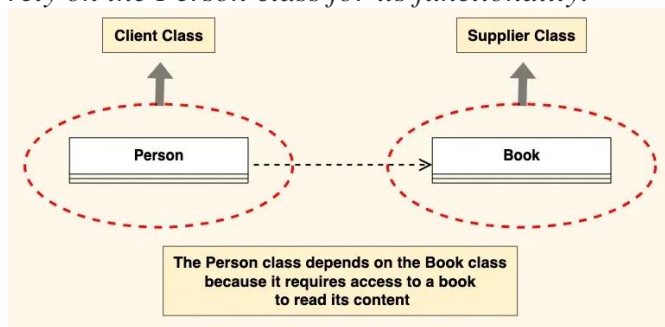 rely on the Person class for its functionality.
Client Class
Supplier Class
Person
Book
The Person class depends on the Book class
because it requires access to a book
to read its content